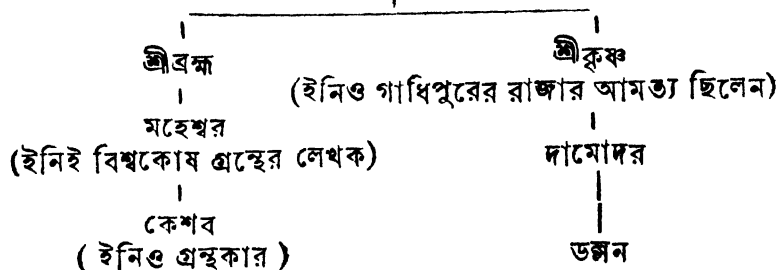 শ্রীব্রহ্ম শ্রীকৃষ্ণ
(ইনিও গাধিপুরের রাজার আমত্য ছিলেন)
মহেশ্বর
(ইনিই বিশ্বকোষ গ্রন্থের লেখক) দামোদর
কেশব
( ইনিও গ্রন্থকার ) ডল্লন